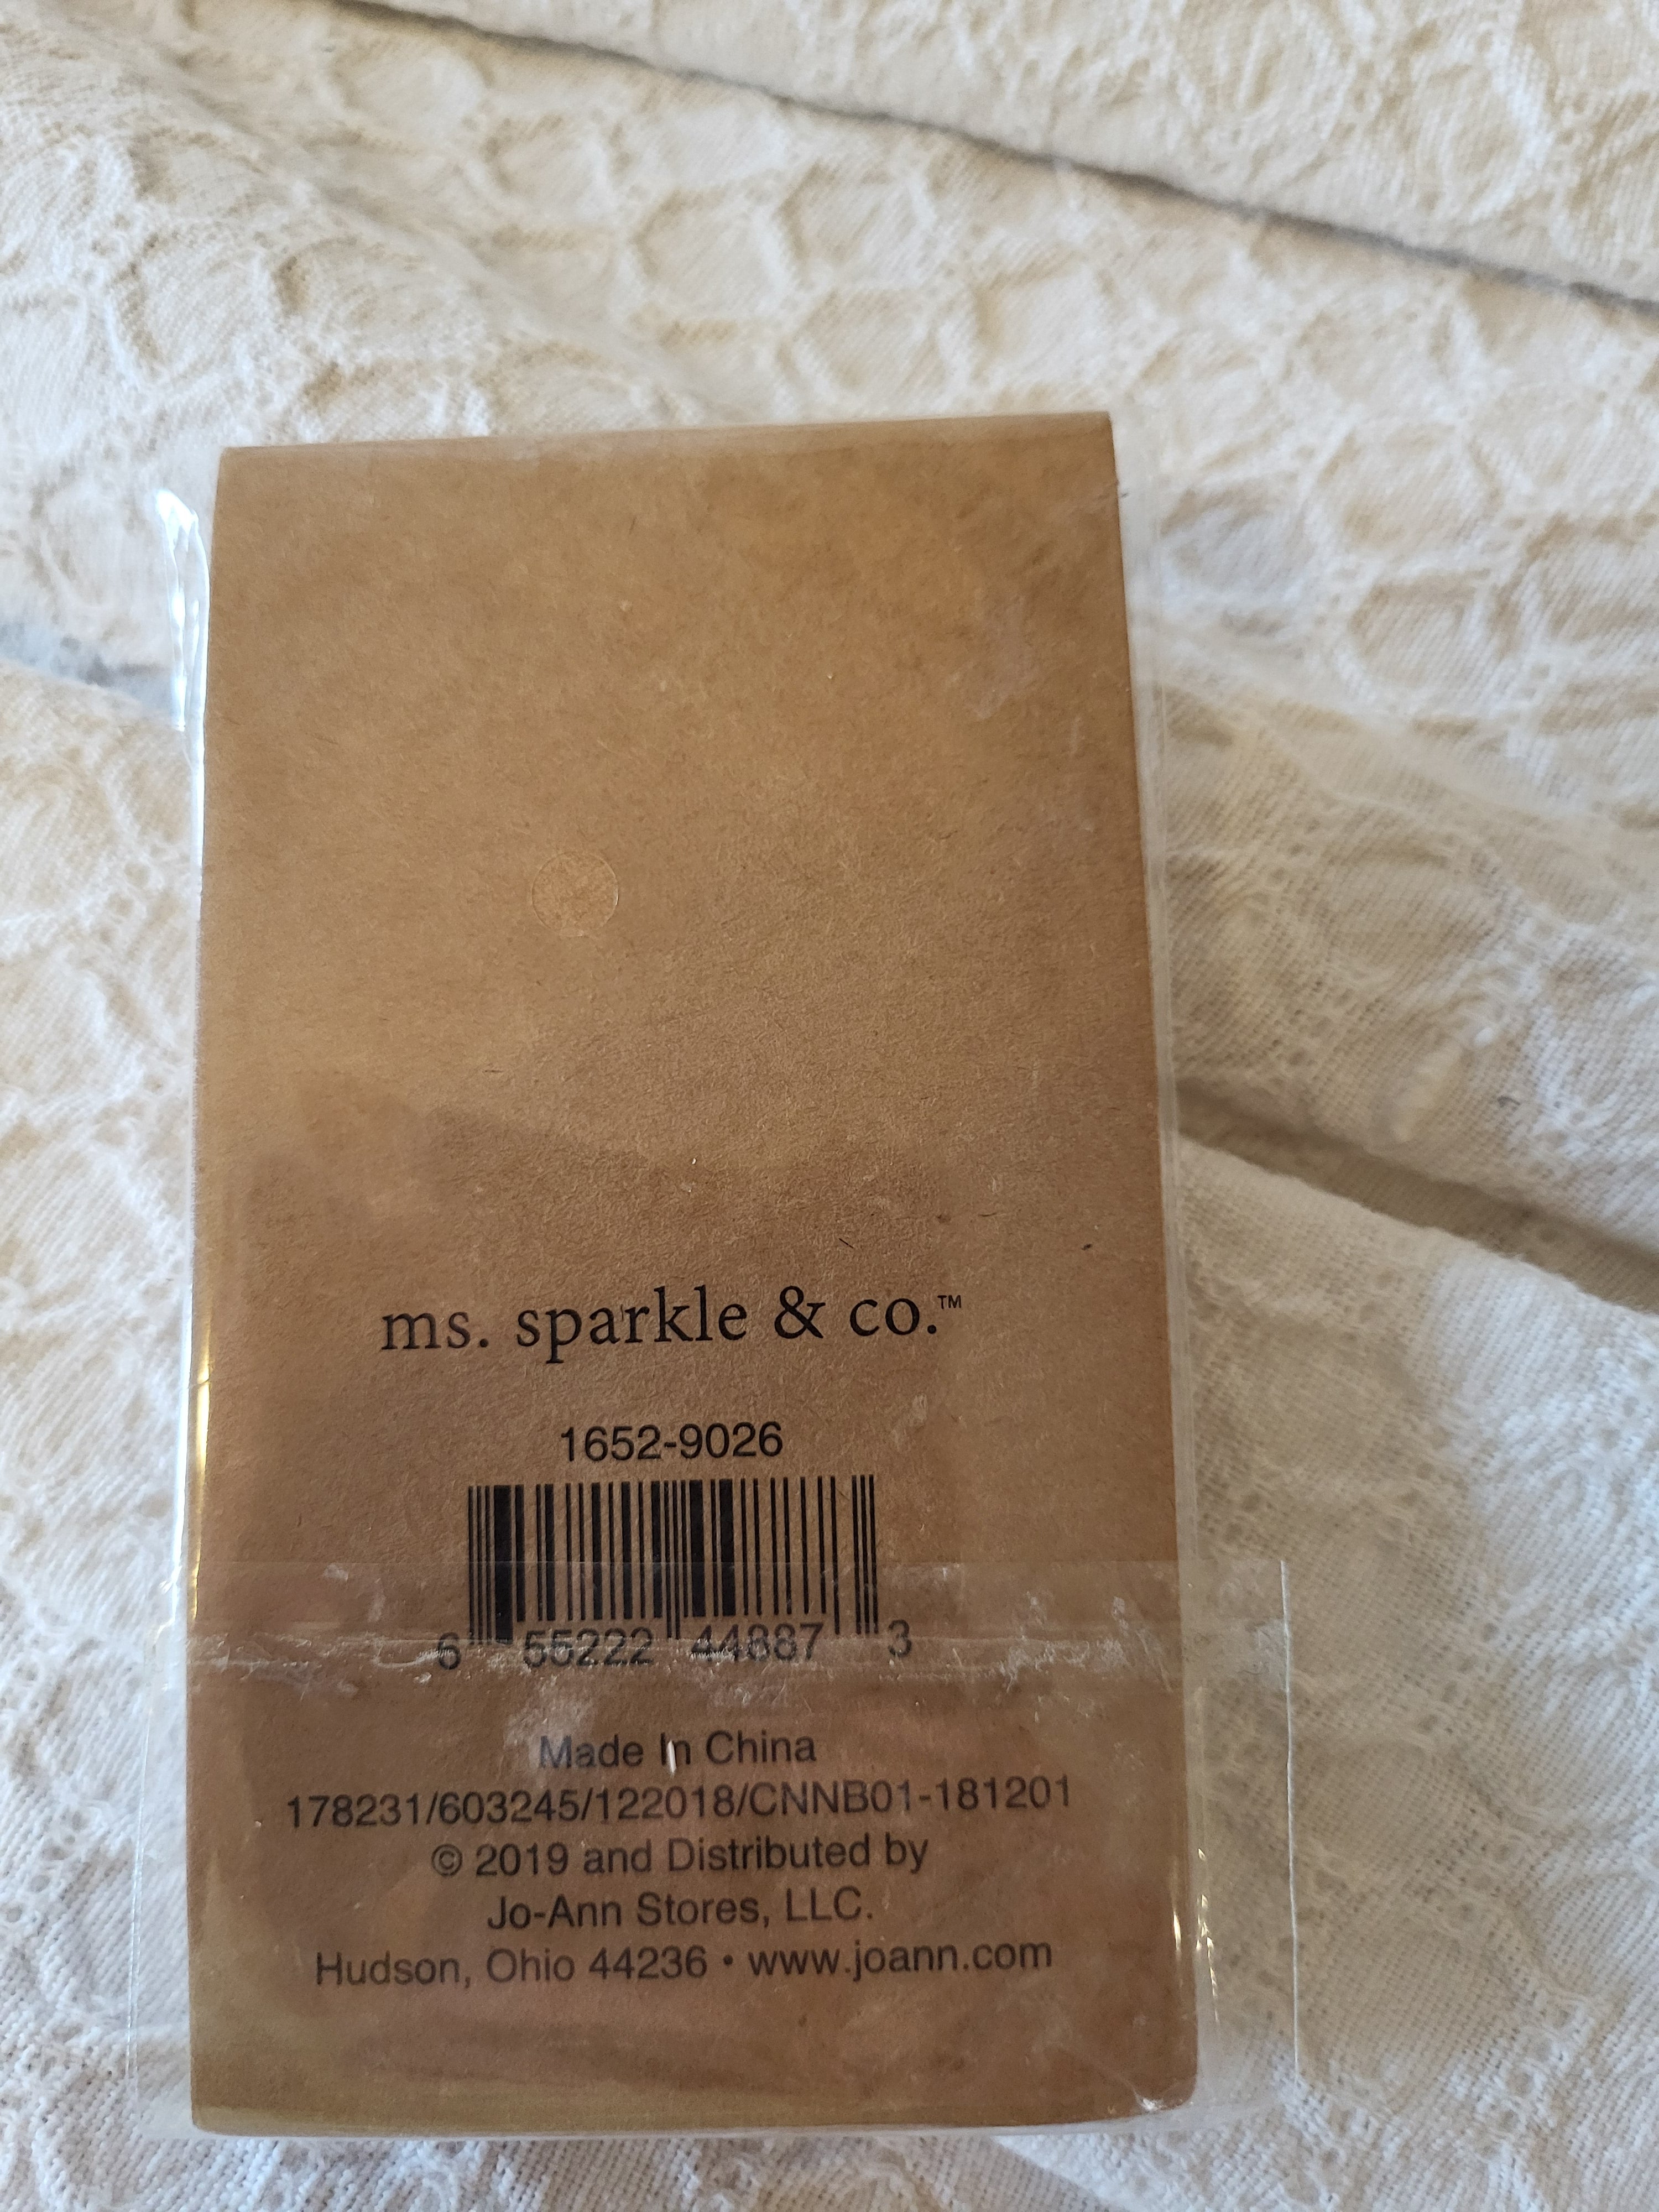 ms. sparkle & co.™
1652-9026
6 55222 44887 3
Made In China
178231/603245/122018/CNNB01-181201
© 2019 and Distributed by
Jo-Ann Stores, LLC.
Hudson, Ohio 44236 • www.joann.com